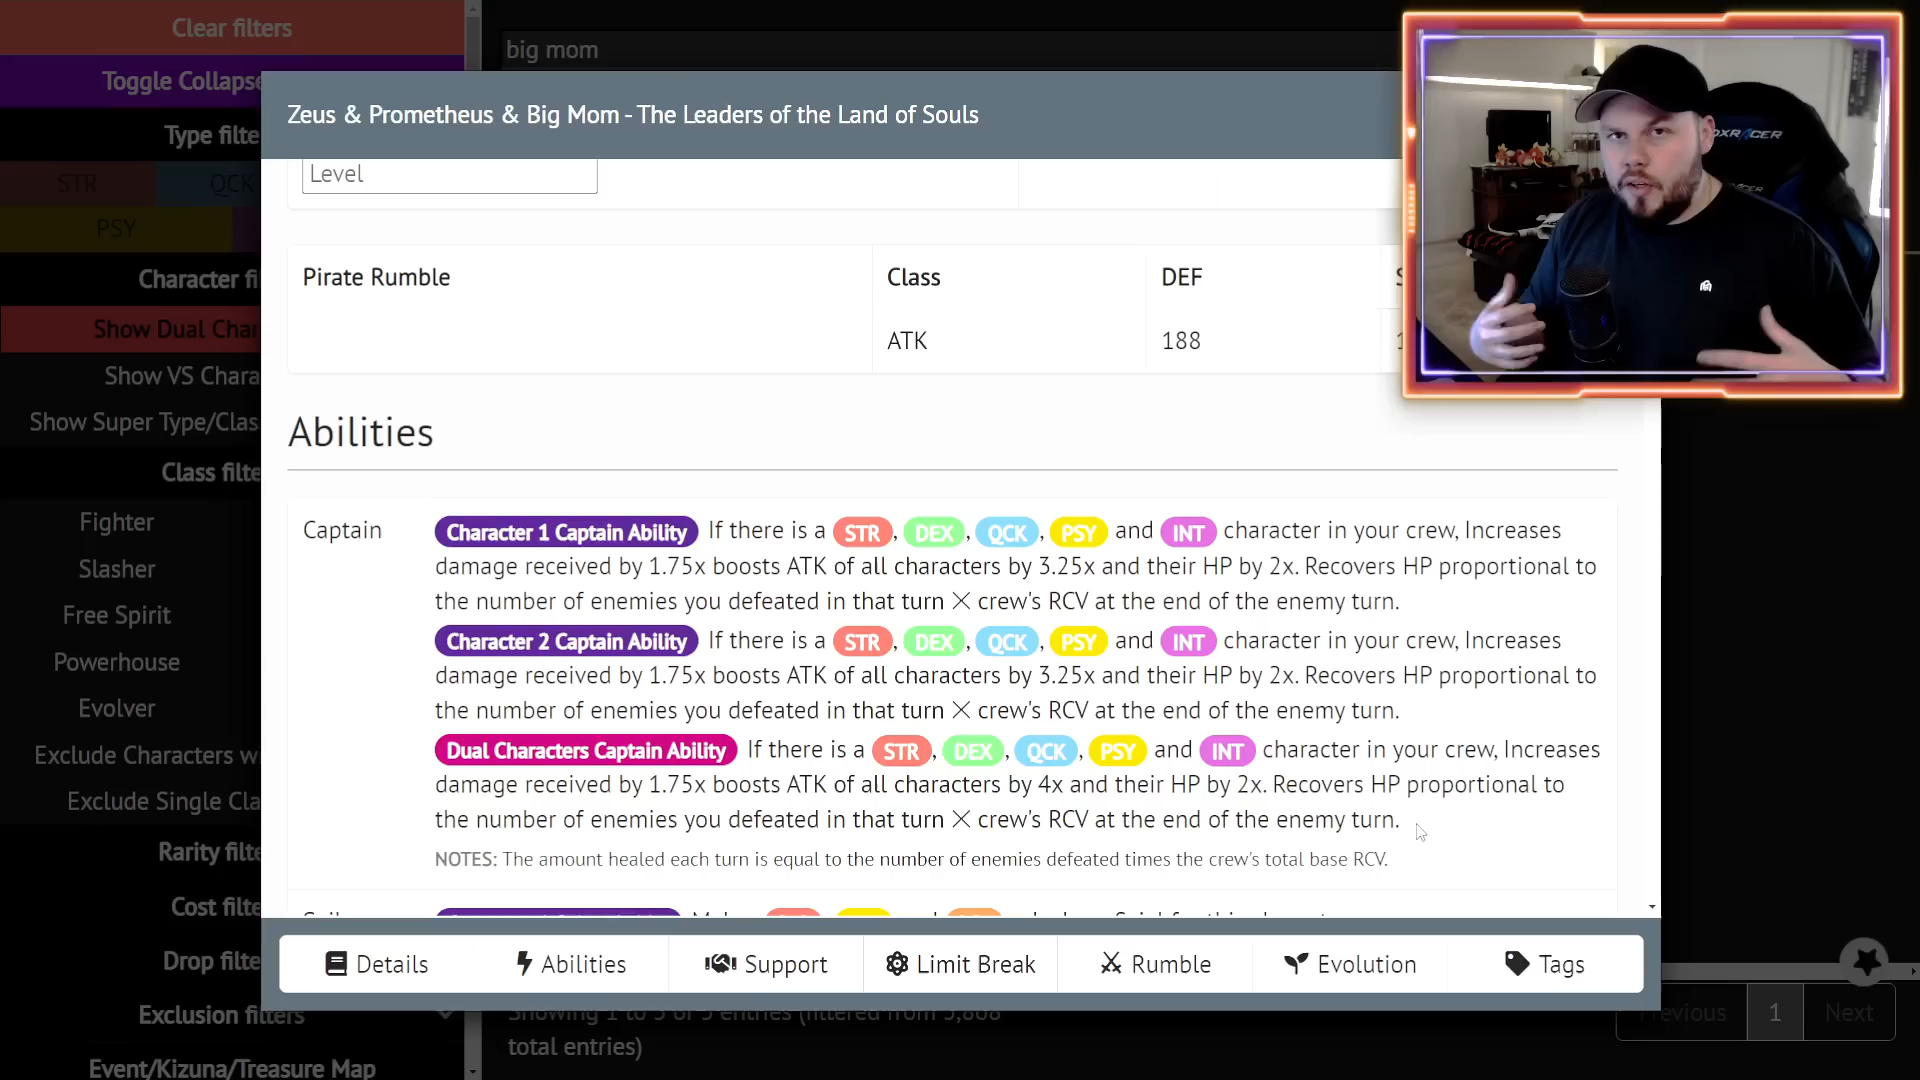 Clear filters
big mom
Toggle Collapse
Zeus & Prometheus & Big Mom - The Leaders of the Land of Souls
Type filte
Level
STR
QCK
PSY
Character fi
Pirate Rumble
Class
DEF
Show Dual Char
ATK
188
Show VS Chara
Show Super Type/Clas
Abilities
Class filte
Fighter
Captain
Character 1 Captain Ability If there is a STR, DEX, QCK, PSY and INT character in your crew, Increases
damage received by 1.75x boosts ATK of all characters by 3.25x and their HP by 2x. Recovers HP proportional to
the number of enemies you defeated in that turn ✕ crew's RCV at the end of the enemy turn.
Slasher
Free Spirit
Character 2 Captain Ability If there is a STR, DEX, QCK, PSY and INT character in your crew, Increases
damage received by 1.75x boosts ATK of all characters by 3.25x and their HP by 2x. Recovers HP proportional to
the number of enemies you defeated in that turn ✕ crew's RCV at the end of the enemy turn.
Powerhouse
Evolver
Dual Characters Captain Ability If there is a STR, DEX, QCK, PSY and INT character in your crew, Increases
damage received by 1.75x boosts ATK of all characters by 4x and their HP by 2x. Recovers HP proportional to
the number of enemies you defeated in that turn ✕ crew's RCV at the end of the enemy turn.
Exclude Characters w
Exclude Single Cla
NOTES: The amount healed each turn is equal to the number of enemies defeated times the crew's total base RCV.
Rarity filte
Cost filte
Drop filte
Details
Abilities
Support
Limit Break
Rumble
Evolution
Tags
Exclusion filters
Event/Kizuna/Treasure Map
total entries)
Previous
1
Next